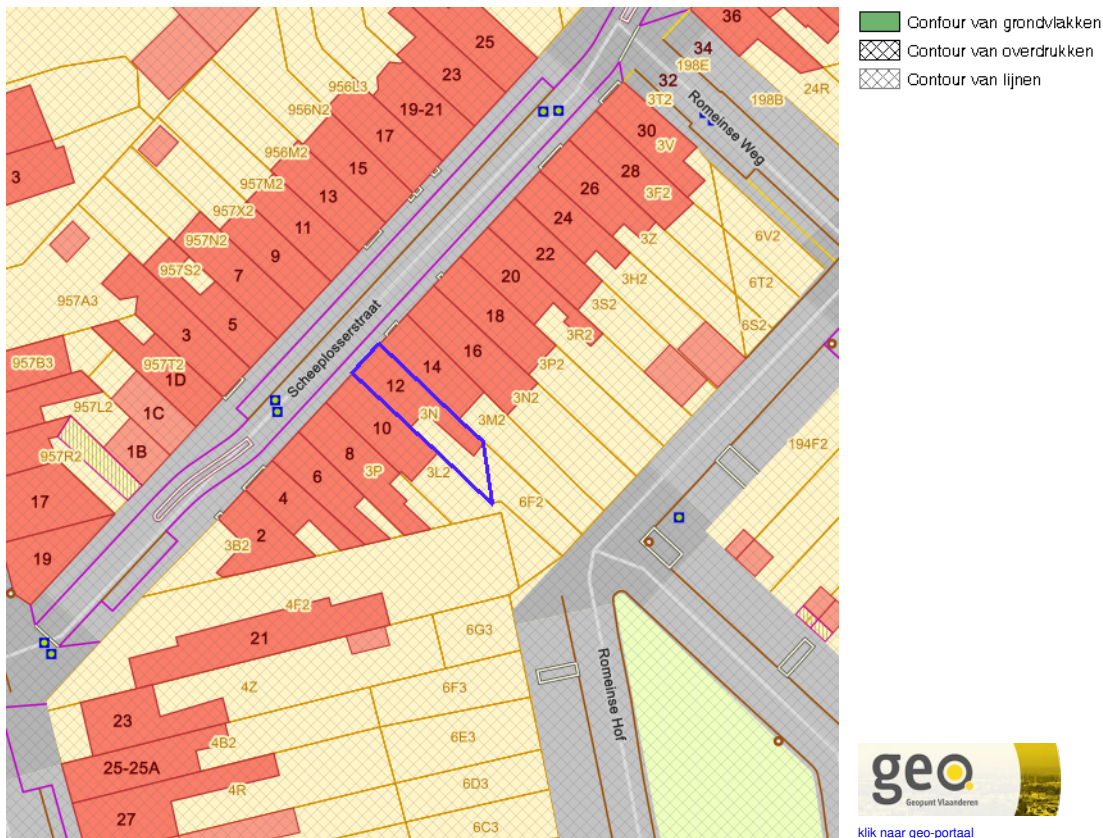 36
25
34
198E
32
24R
23
956L3
3T2
198B
19-21
Romeinse Weg
956N2
17
30
3V
956M2
15
28
3
957M2
26
3F2
13
957X2
24
11
6V2
957N2
3Z
22
9
957S2
7
20
3H2
6T2
957A3
3S2
18
6S2
5
3
Scheeplosserstraat
3R2
16
957B3
957T2
14
3P2
1D
12
3N2
957L2
1C
3N
3M2
10
1B
194F2
957R2
8
3L2
3P
6
17
4
6F2
2
3B2
19
4F2
21
6G3
4Z
6F3
Romeinse Hof
23
4B2
6E3
25-25A
4R
6D3
27
6C3
Contour van grondvlakken
Contour van overdrukken
Contour van lijnen
geo
Geopunt Vlaanderen
klik naar geo-portaal